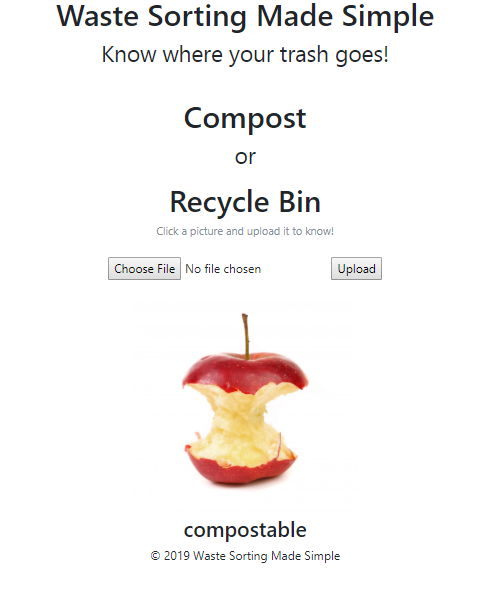 Waste Sorting Made Simple
Know where your trash goes!
Compost
or
Recycle Bin
Click a picture and upload it to know!
Choose File No file chosen Upload
compostable
© 2019 Waste Sorting Made Simple